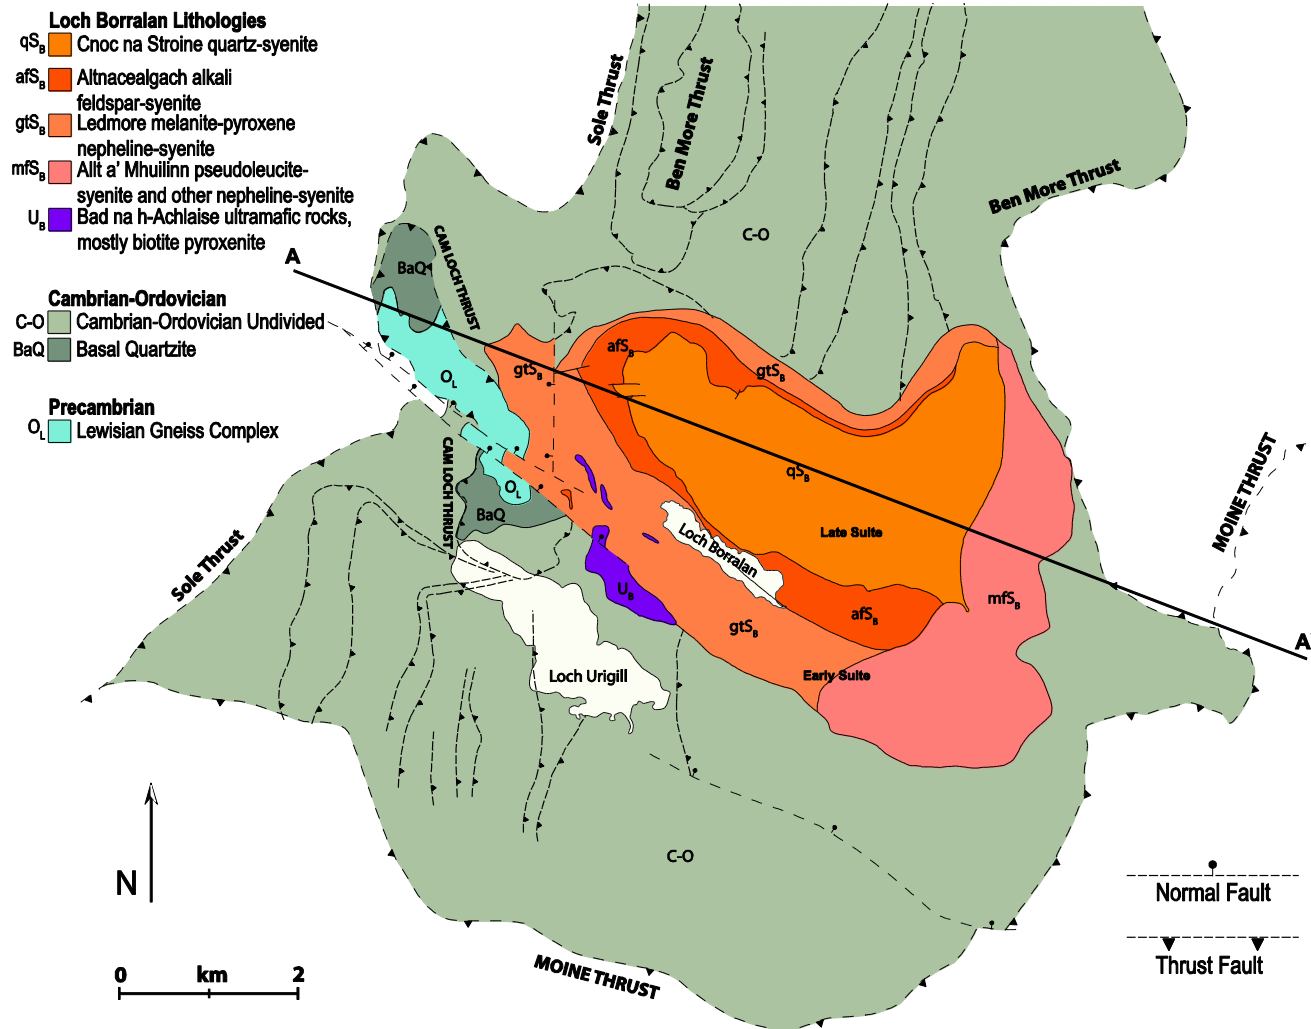 Loch Borralan Lithologies
qSB Cnoc na Stroine quartz-syenite
afSB Altnacealgach alkali
feldspar-syenite
gtSB Ledmore melanite-pyroxene
nepheline-syenite
mfSB Allt a' Mhuilinn pseudoleucite-
syenite and other nepheline-syenite
UB Bad na h-Achlaise ultramafic rocks,
mostly biotite pyroxenite
Cambrian-Ordovician
C-O Cambrian-Ordovician Undivided
BaQ Basal Quartzite
Precambrian
OL Lewisian Gneiss Complex
Sole Thrust
Ben More Thrust
Ben More Thrust
C-O
A
BaQ
CAM LOCH THRUST
afSB
gtSB
gtSB
OL
CAM LOCH THRUST
OL
BaQ
qSB
Late Suite
Loch Borralan
MOINE THRUST
Sole Thrust
UB
mfSB
afSB
gtSB
A
Early Suite
Loch Urigill
C-O
N
Normal Fault
Thrust Fault
MOINE THRUST
0 km 2